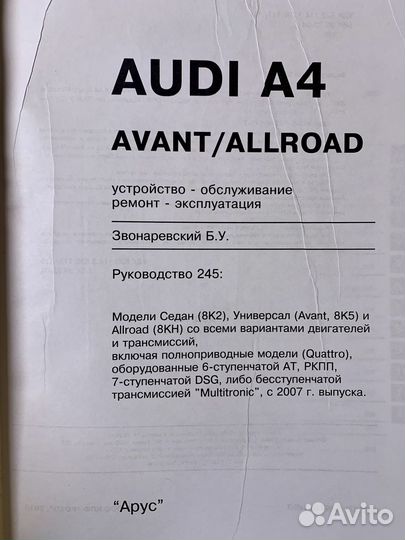 AUDI A4
AVANT/ALLROAD
устройство - обслуживание
ремонт - эксплуатация
Звонаревский Б.У.
Руководство 245:
Модели Седан (8K2), Универсал (Avant, 8K5) и
Allroad (8KH) со всеми вариантами двигателей
и трансмиссий,
включая полноприводные модели (Quattro),
оборудованные 6-ступенчатой АТ, РКПП,
7-ступенчатой DSG, либо бесступенчатой
трансмиссией "Multitronic", с 2007 г. выпуска.
"Арус"
Avito